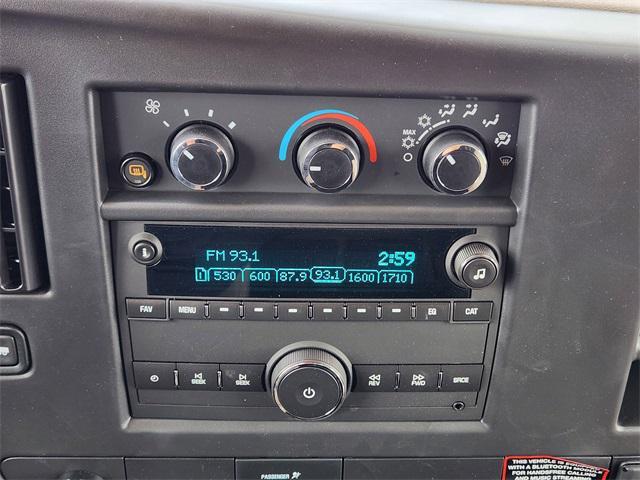 MAX
FM 93.1 2:59
1 530 600 87.9 93.1 1600 1710
FAV MENU EQ CAT
SEEK SEEK REV FWD SRCE
PASSENGER
THIS VEHICLE IS EQUIPPED
WITH A BLUETOOTH MODULE
FOR HANDSFREE CALLING
AND MUSIC STREAMING